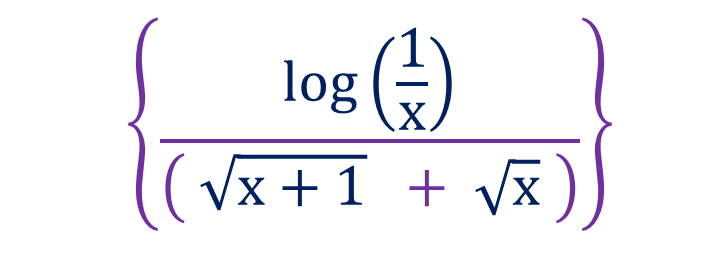 { log(1/x) / ( √(x + 1) + √x ) }